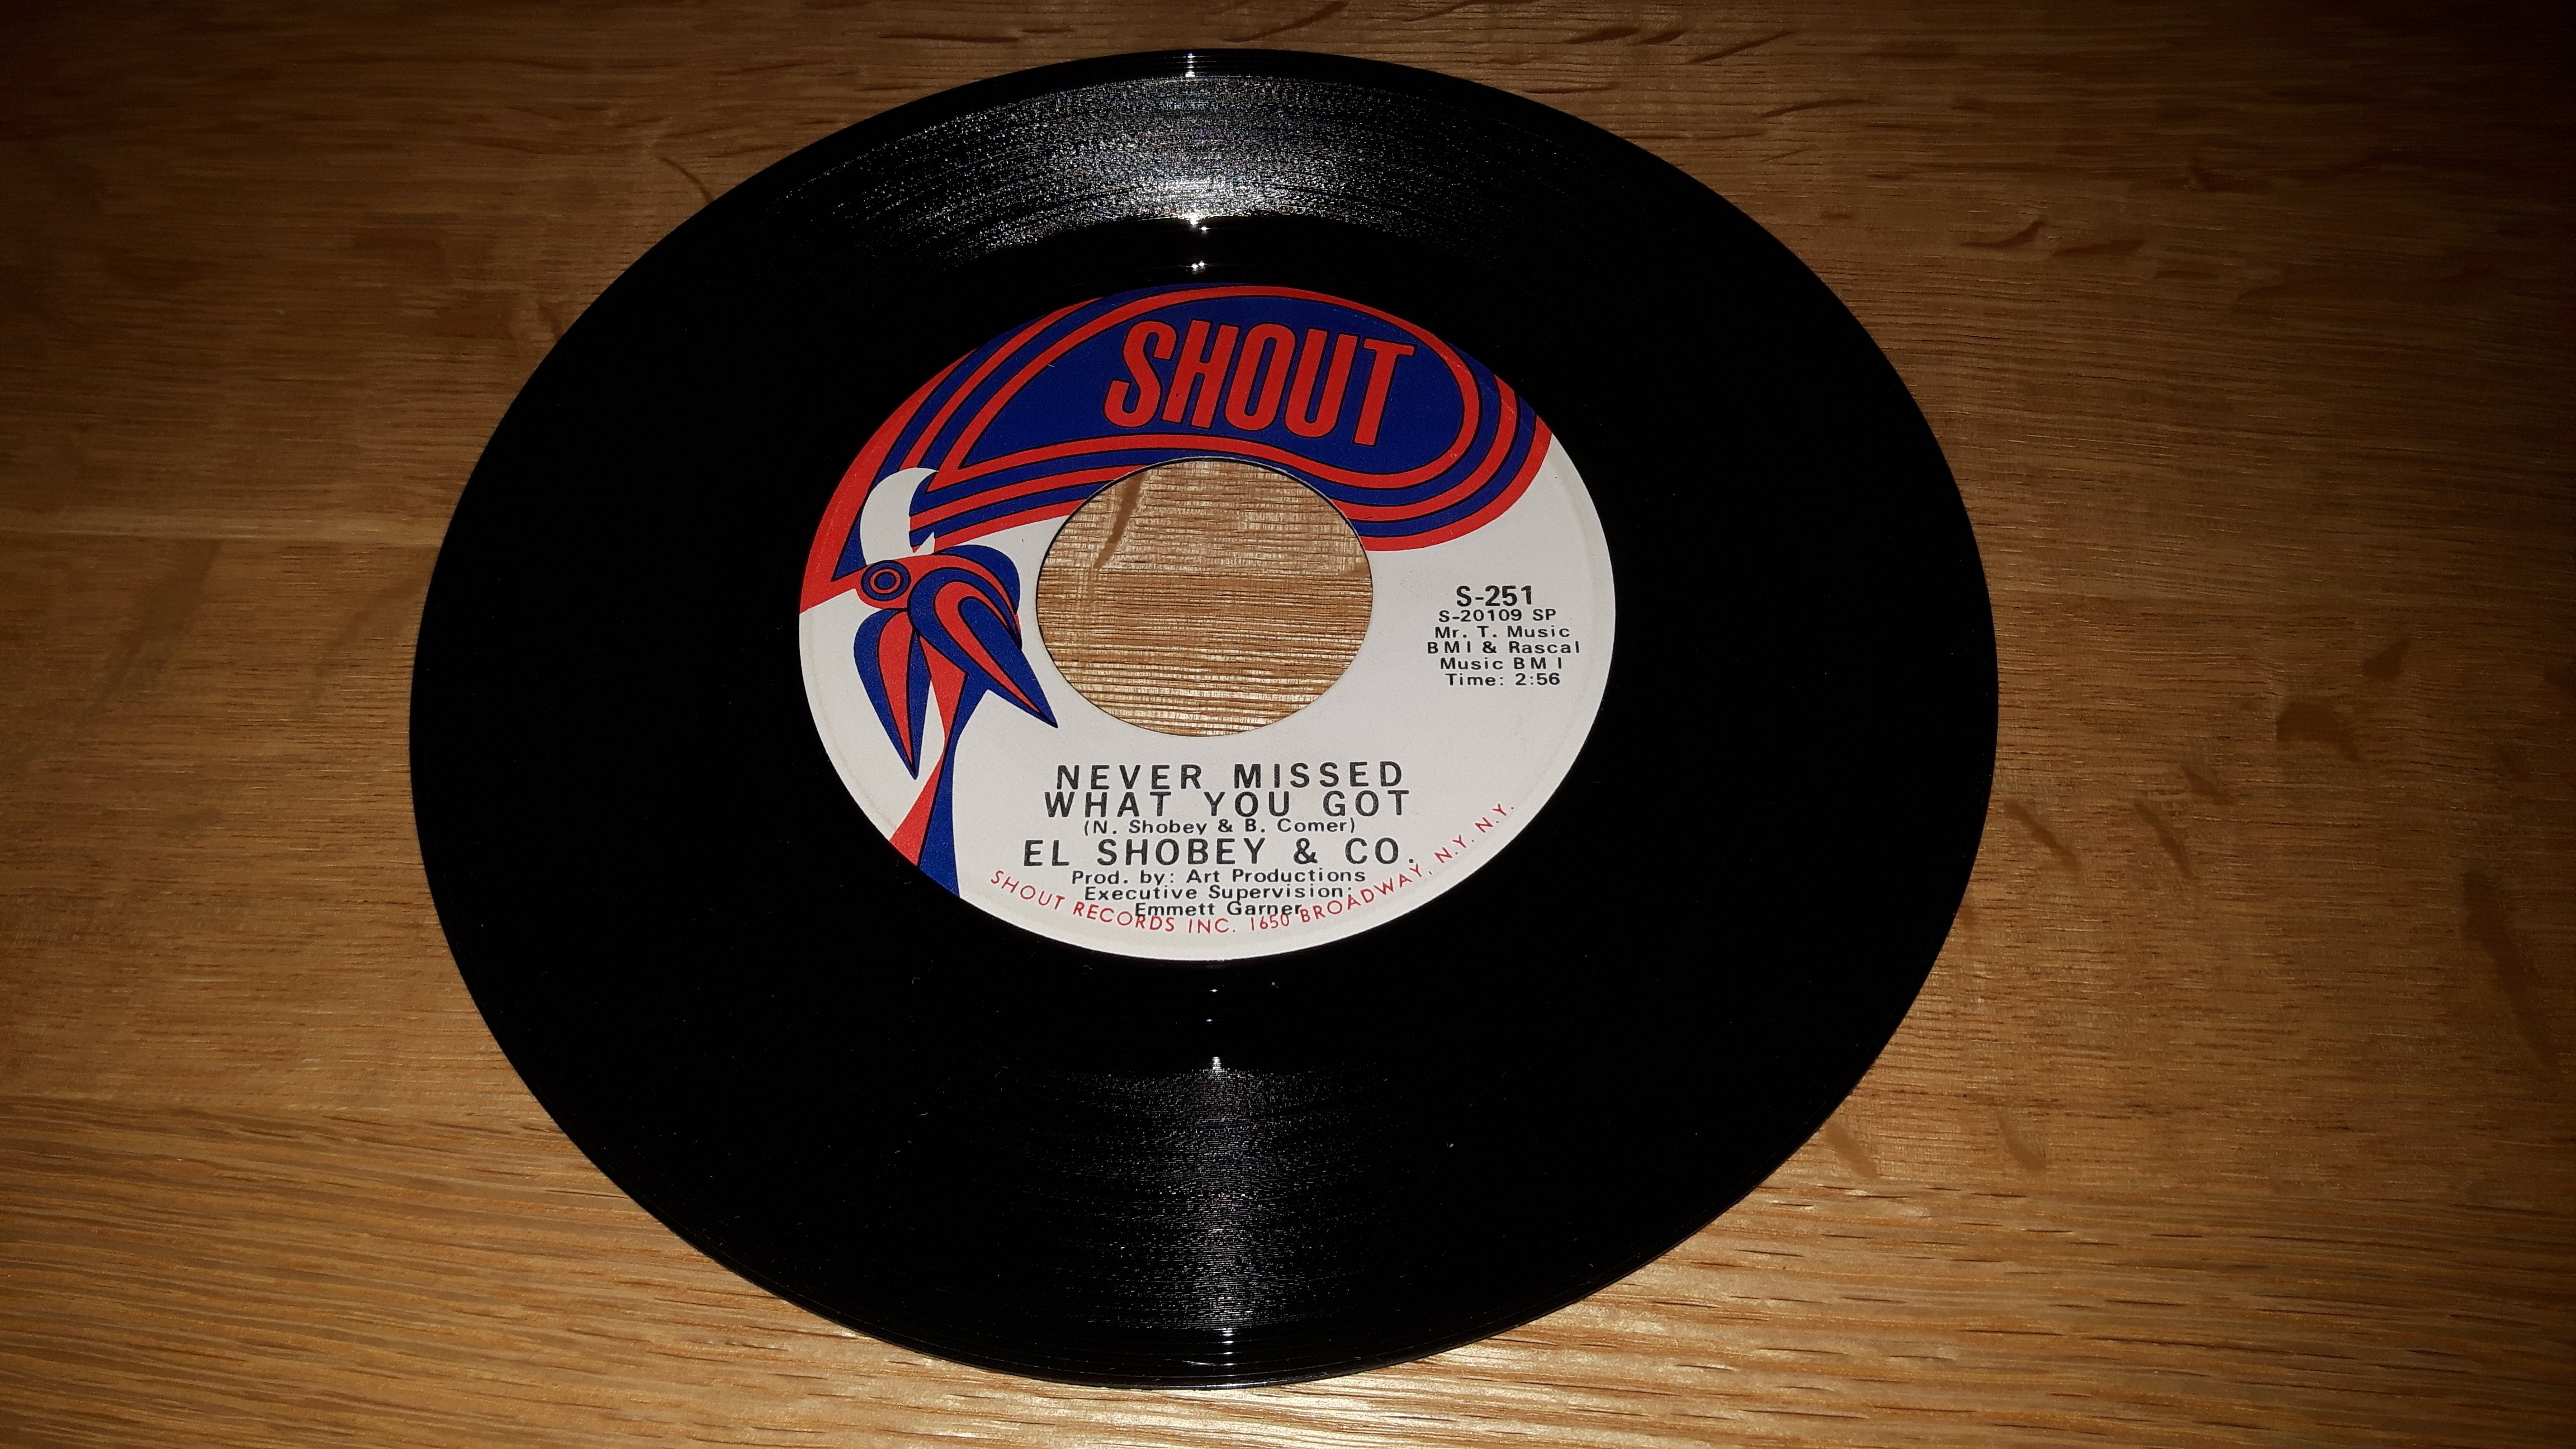 SHOUT
S-251
S-20109 SP
Mr. T. Music
BMI & Rascal
Music BMI
Time: 2:56
NEVER MISSED
WHAT YOU GOT
(N. Shobey & B. Comer)
EL SHOBEY & CO.
Prod. by: Art Productions
Executive Supervision:
Emmett Garner
SHOUT RECORDS INC. 1650 BROADWAY, N.Y. N.Y.